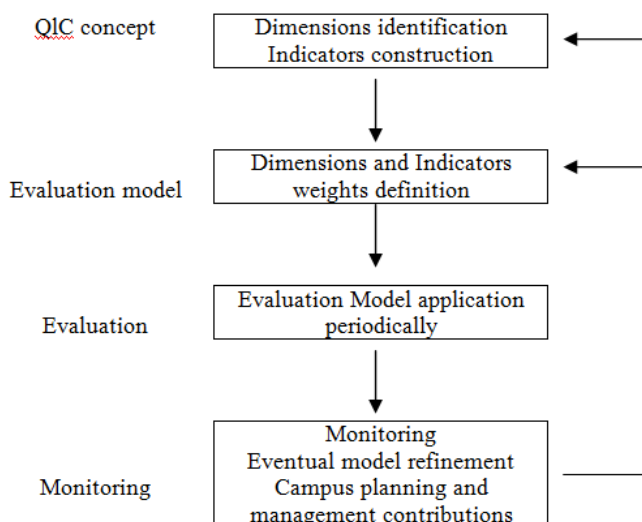 QlC concept
Dimensions identification
Indicators construction
Evaluation model
Dimensions and Indicators
weights definition
Evaluation
Evaluation Model application
periodically
Monitoring
Monitoring
Eventual model refinement
Campus planning and
management contributions